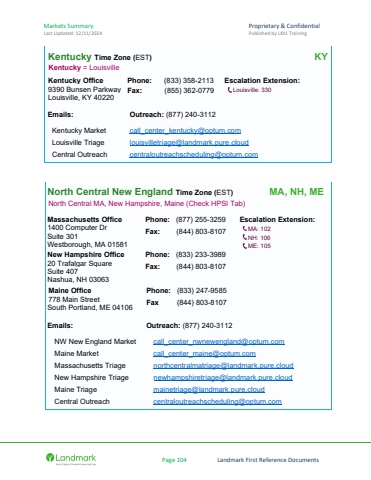 Markets Summary
Proprietary & Confidential
Last Updated: 12/11/2024
Published by LM1 Training
Kentucky Time Zone (EST) KY
Kentucky = Louisville
Kentucky Office Phone: (833) 358-2113 Escalation Extension:
9390 Bunsen Parkway Fax: (855) 362-0779 Louisville: 330
Louisville, KY 40220
Emails: Outreach: (877) 240-3112
Kentucky Market call_center_kentucky@optum.com
Louisville Triage louisvilletriage@landmark.pure.cloud
Central Outreach centraloutreachscheduling@optum.com
North Central New England Time Zone (EST) MA, NH, ME
North Central MA, New Hampshire, Maine (Check HPSI Tab)
Massachusetts Office Phone: (877) 255-3259 Escalation Extension:
1400 Computer Dr Fax: (844) 803-8107 MA: 102
Suite 301 NH: 106
Westborough, MA 01581 ME: 105
New Hampshire Office Phone: (833) 233-3989
20 Trafalgar Square Fax: (844) 803-8107
Suite 407
Nashua, NH 03063
Maine Office Phone: (833) 247-9585
778 Main Street Fax (844) 803-8107
South Portland, ME 04106
Emails: Outreach: (877) 240-3112
NW New England Market call_center_nwnewengland@optum.com
Maine Market call_center_maine@optum.com
Massachusetts Triage northcentralmatriage@landmark.pure.cloud
New Hampshire Triage newhampshiretriage@landmark.pure.cloud
Maine Triage mainetriage@landmark.pure.cloud
Central Outreach centraloutreachscheduling@optum.com
Landmark
Page 104
Landmark First Reference Documents